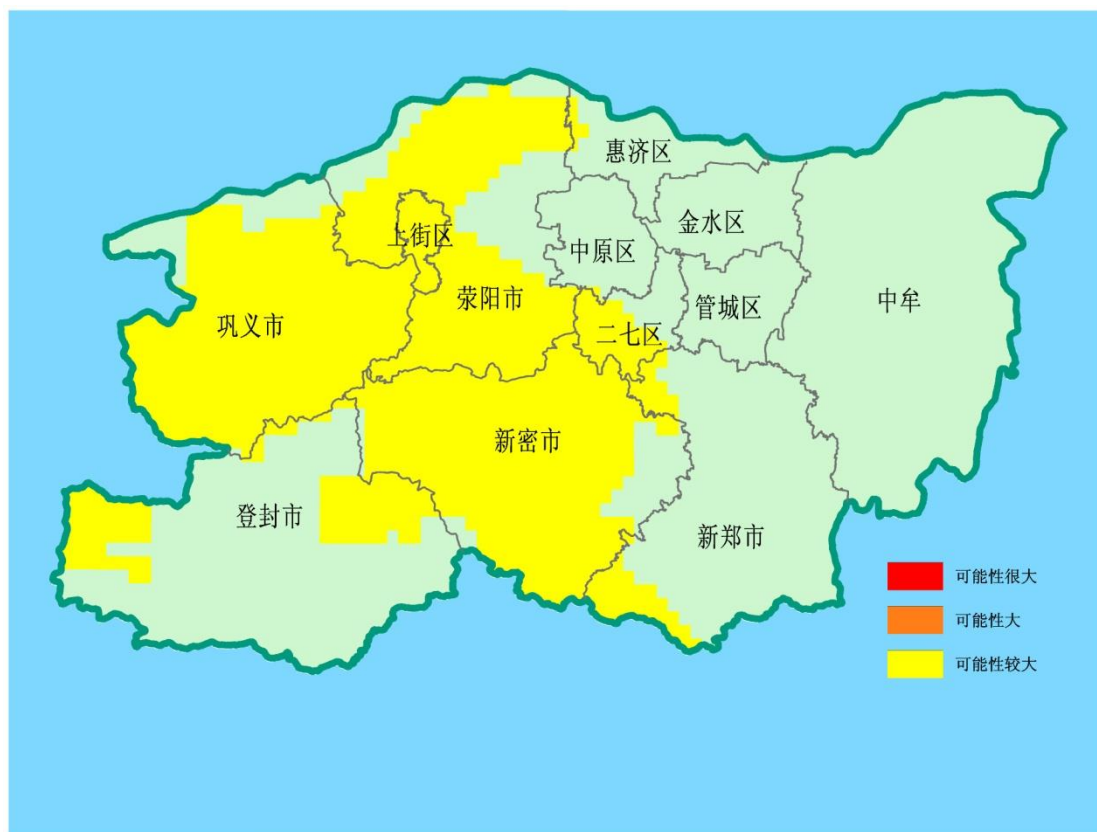 惠济区
金水区
上街区
中原区
荥阳市
管城区
中牟
巩义市
二七区
新密市
登封市
新郑市
可能性很大
可能性大
可能性较大